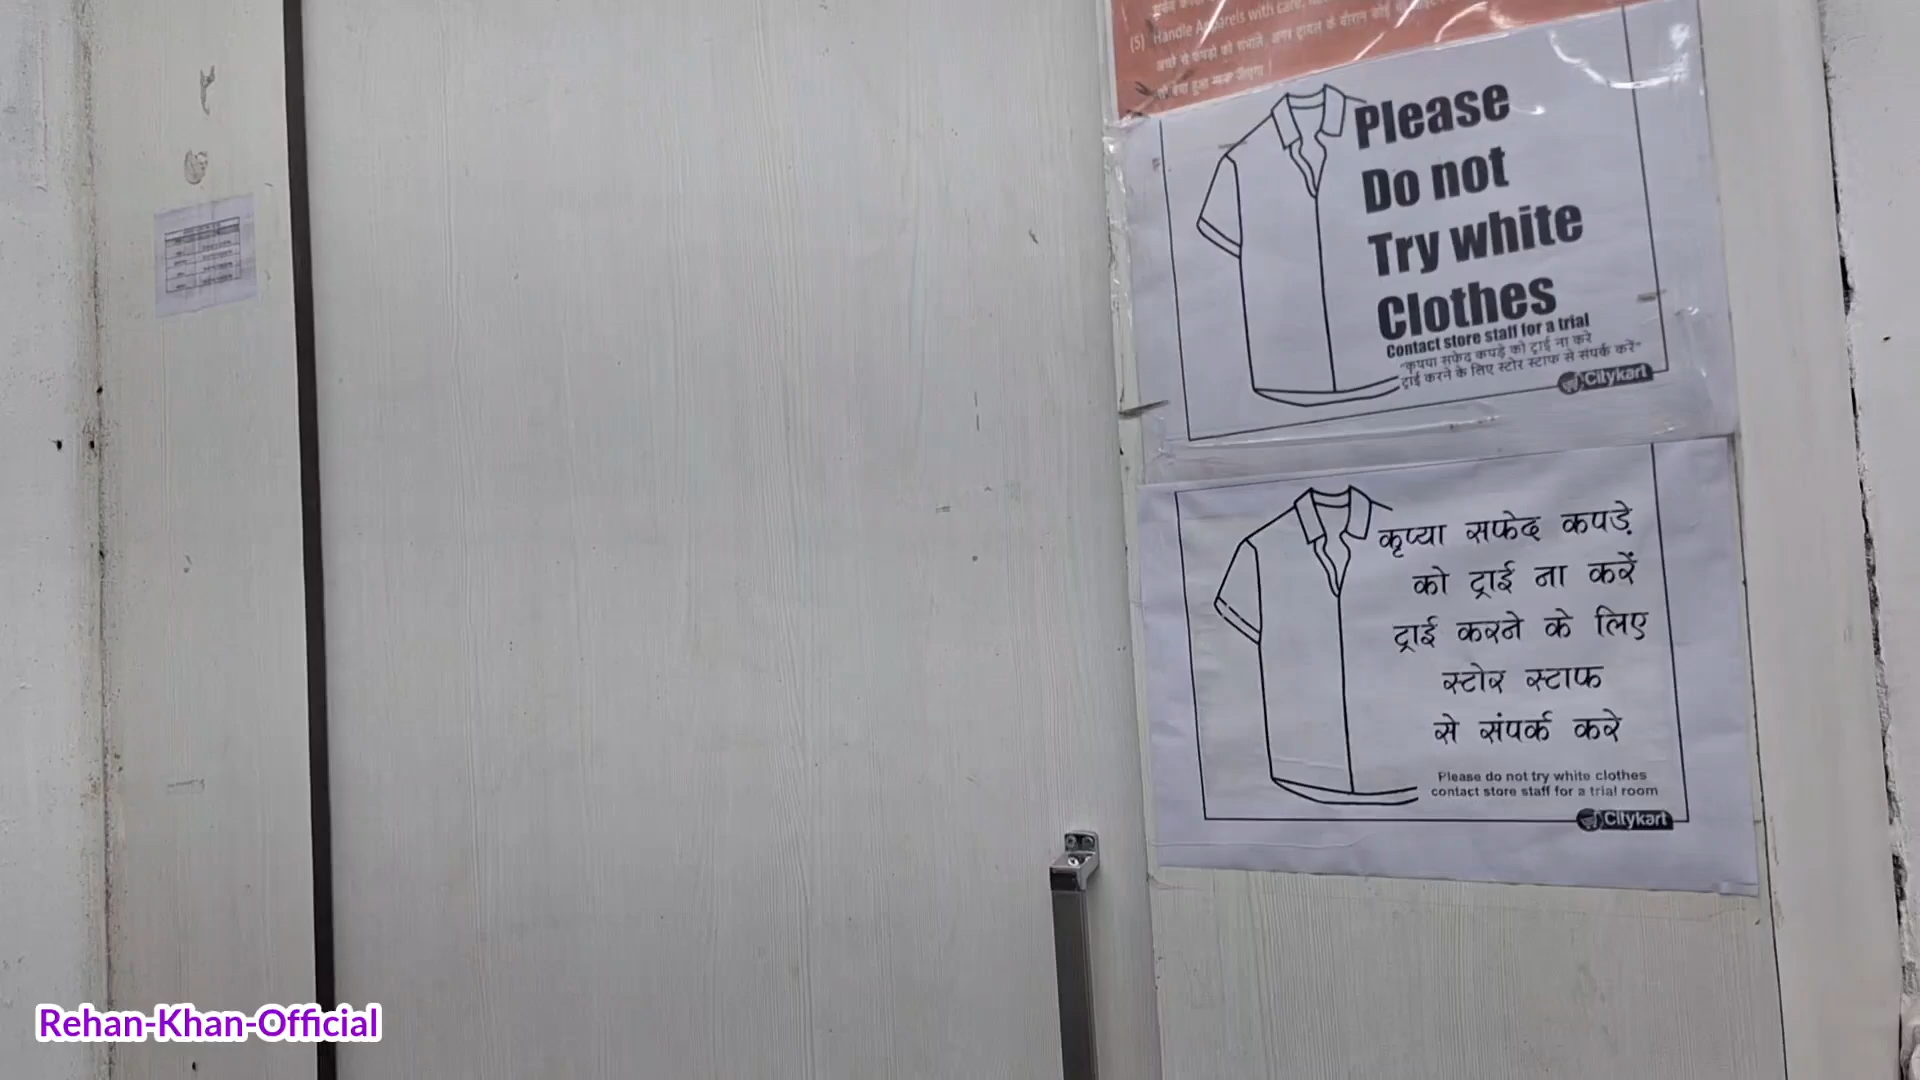 (5) Handle Apparels with care,
Please
Do not
Try white
Clothes
Contact store staff for a trial
"कृपया सफेद कपड़े को ट्राई ना करे
ट्राई करने के लिए स्टोर स्टाफ से संपर्क करें"
Citykart
कृप्या सफेद कपड़े
को ट्राई ना करें
ट्राई करने के लिए
स्टोर स्टाफ
से संपर्क करे
Please do not try white clothes
contact store staff for a trial room
Citykart
Rehan-Khan-Official